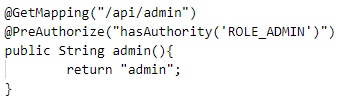 @GetMapping("/api/admin")
@PreAuthorize("hasAuthority('ROLE_ADMIN')")
public String admin(){
        return "admin";
}